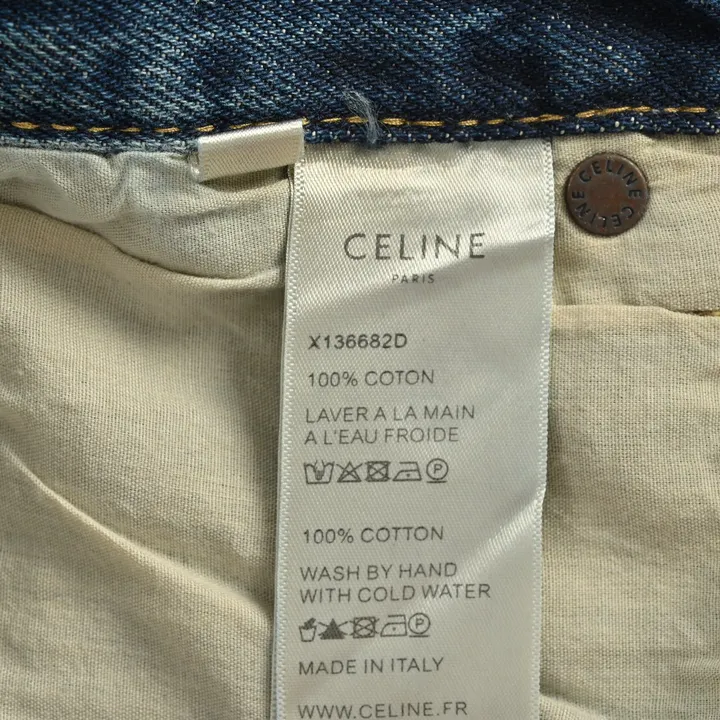 CELINE
PARIS
CELINE CELINE
X136682D
100% COTON
LAVER A LA MAIN
A L'EAU FROIDE
P
100% COTTON
WASH BY HAND
WITH COLD WATER
P
MADE IN ITALY
WWW.CELINE.FR